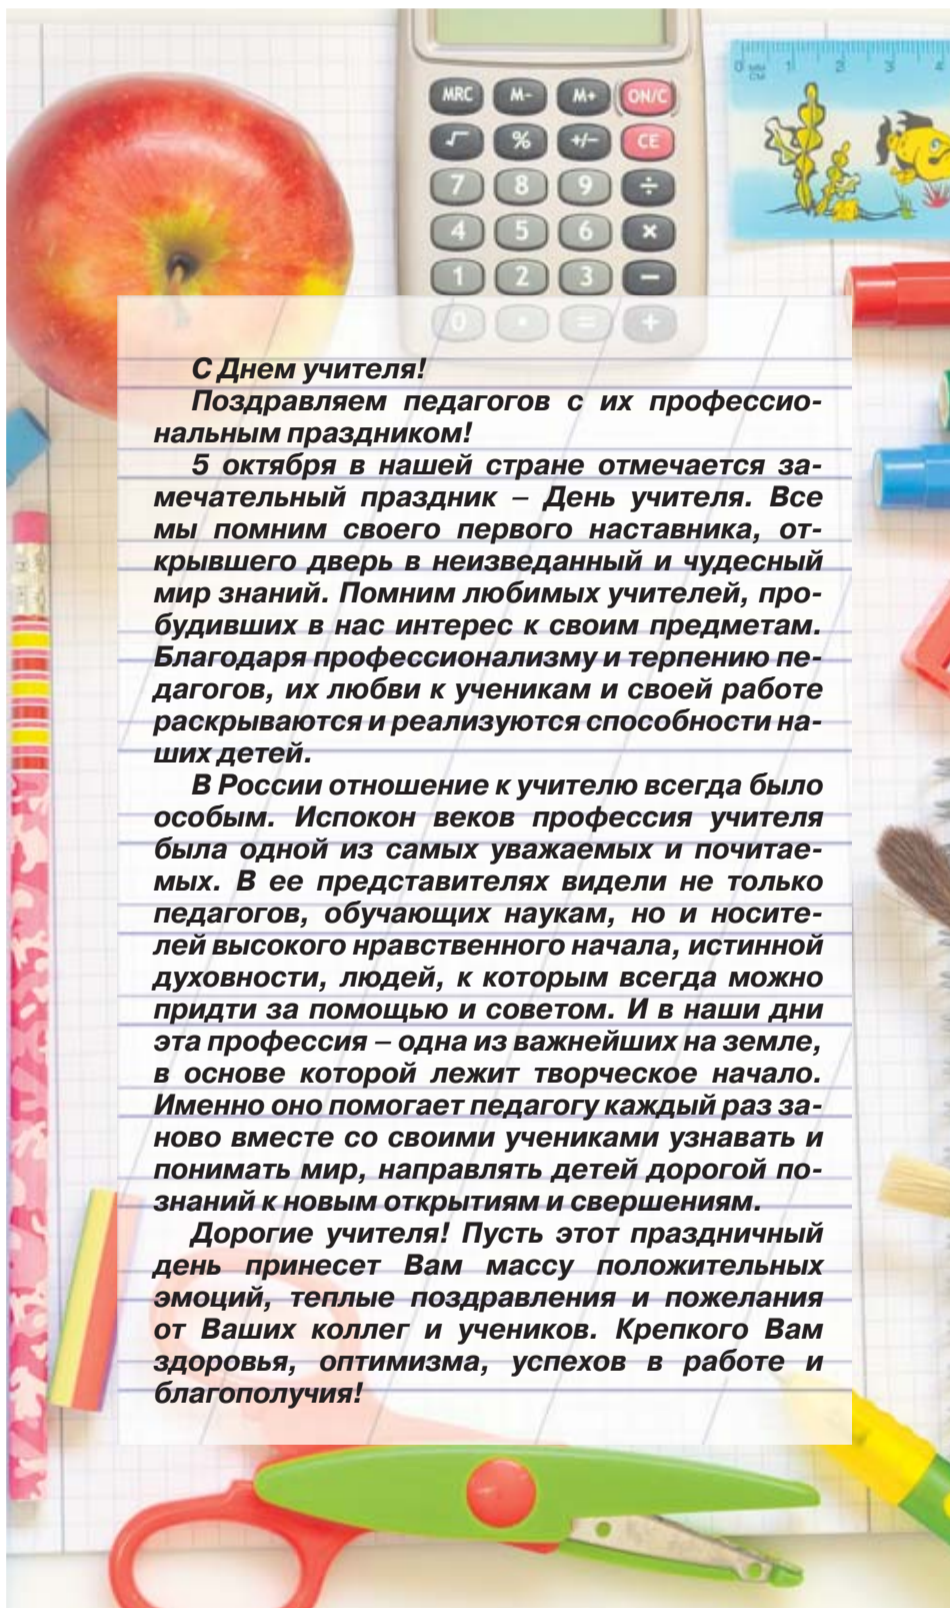 MRC M- M+ ON/C
√ % +/− CE
7 8 9 ÷
4 5 6 ×
1 2 3 −
0 · = +
0 1 2 3 4
С Днем учителя!
Поздравляем педагогов с их профессио-
нальным праздником!
5 октября в нашей стране отмечается за-
мечательный праздник – День учителя. Все
мы помним своего первого наставника, от-
крывшего дверь в неизведанный и чудесный
мир знаний. Помним любимых учителей, про-
будивших в нас интерес к своим предметам.
Благодаря профессионализму и терпению пе-
дагогов, их любви к ученикам и своей работе
раскрываются и реализуются способности на-
ших детей.
В России отношение к учителю всегда было
особым. Испокон веков профессия учителя
была одной из самых уважаемых и почитае-
мых. В ее представителях видели не только
педагогов, обучающих наукам, но и носите-
лей высокого нравственного начала, истинной
духовности, людей, к которым всегда можно
придти за помощью и советом. И в наши дни
эта профессия – одна из важнейших на земле,
в основе которой лежит творческое начало.
Именно оно помогает педагогу каждый раз за-
ново вместе со своими учениками узнавать и
понимать мир, направлять детей дорогой по-
знаний к новым открытиям и свершениям.
Дорогие учителя! Пусть этот праздничный
день принесет Вам массу положительных
эмоций, теплые поздравления и пожелания
от Ваших коллег и учеников. Крепкого Вам
здоровья, оптимизма, успехов в работе и
благополучия!